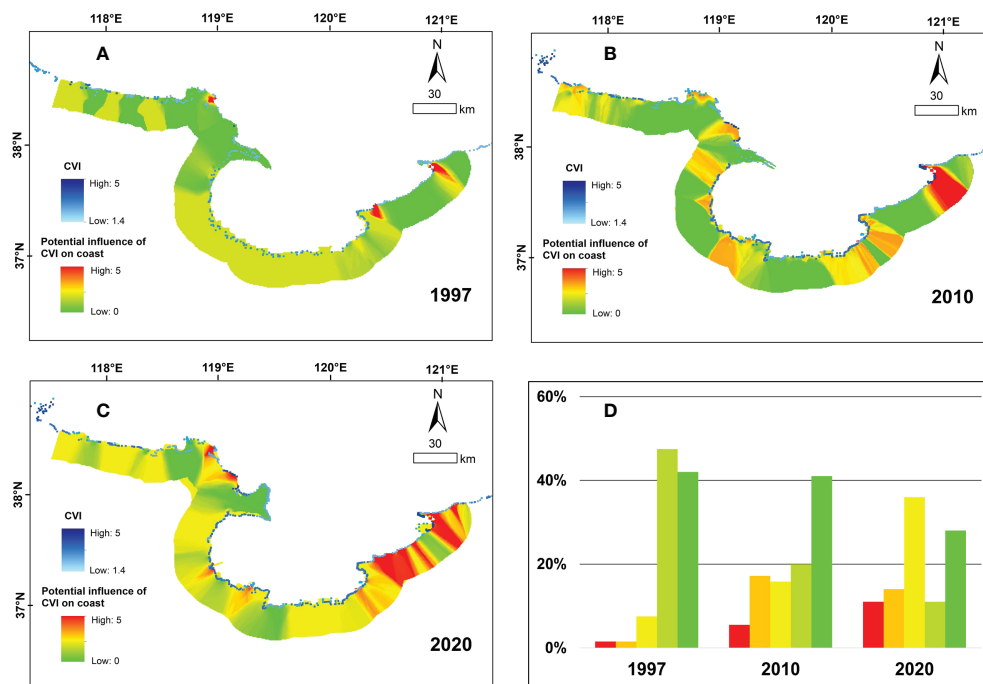 118°E 119°E 120°E 121°E
A
N
30
km
38°N
37°N
CVI
High: 5
Low: 1.4
Potential influence of
CVI on coast
High: 5
Low: 0
1997
118°E 119°E 120°E 121°E
B
N
30
km
38°N
37°N
CVI
High: 5
Low: 1.4
Potential influence of
CVI on coast
High: 5
Low: 0
2010
118°E 119°E 120°E 121°E
C
N
30
km
38°N
37°N
CVI
High: 5
Low: 1.4
Potential influence of
CVI on coast
High: 5
Low: 0
2020
D
60%
40%
20%
0%
1997 2010 2020